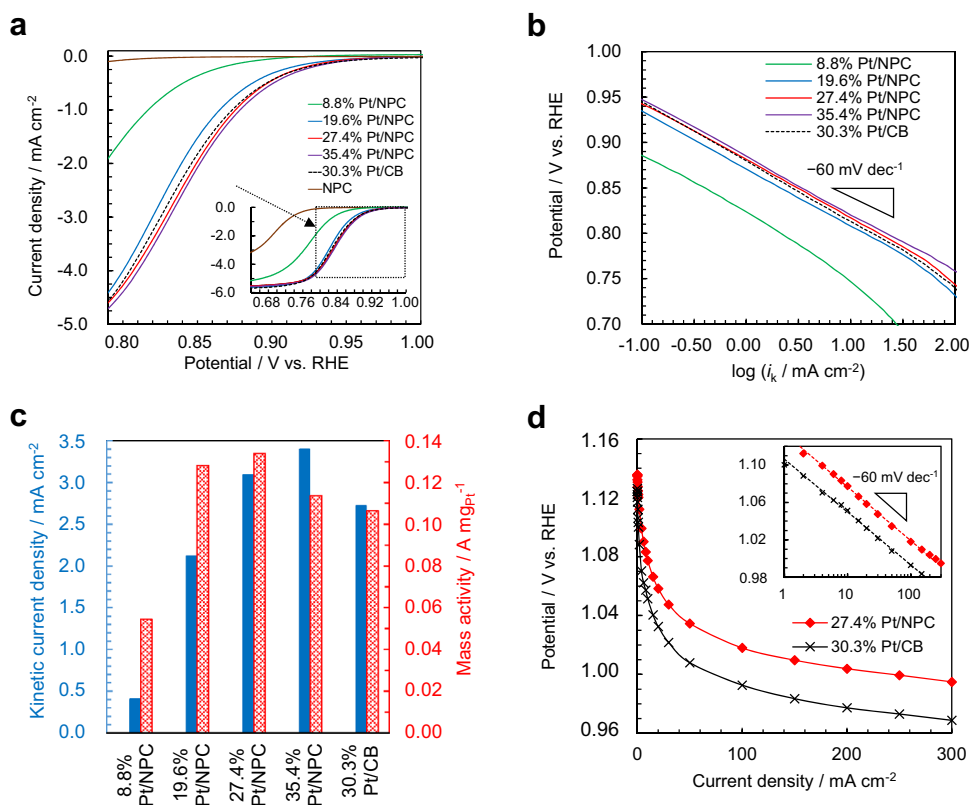 a
0.0
-1.0
-2.0
-3.0
-4.0
-5.0
Current density / mA cm⁻²
0.80
0.85
0.90
0.95
1.00
Potential / V vs. RHE
8.8% Pt/NPC
19.6% Pt/NPC
27.4% Pt/NPC
35.4% Pt/NPC
30.3% Pt/CB
NPC
0.0
-2.0
-4.0
-6.0
0.68 0.76 0.84 0.92 1.00
b
1.00
0.95
0.90
0.85
0.80
0.75
0.70
Potential / V vs. RHE
-1.00 -0.50 0.00 0.50 1.00 1.50 2.00
log (iₖ / mA cm⁻²)
8.8% Pt/NPC
19.6% Pt/NPC
27.4% Pt/NPC
35.4% Pt/NPC
30.3% Pt/CB
−60 mV dec⁻¹
c
3.5
3.0
2.5
2.0
1.5
1.0
0.5
0.0
Kinetic current density / mA cm⁻²
0.14
0.12
0.10
0.08
0.06
0.04
0.02
0.00
Mass activity / A mg_Pt⁻¹
8.8%
Pt/NPC
19.6%
Pt/NPC
27.4%
Pt/NPC
35.4%
Pt/NPC
30.3%
Pt/CB
d
1.16
1.12
1.08
1.04
1.00
0.96
Potential / V vs. RHE
0 100 200 300
Current density / mA cm⁻²
1.10
1.06
1.02
0.98
1 10 100
−60 mV dec⁻¹
27.4% Pt/NPC
30.3% Pt/CB